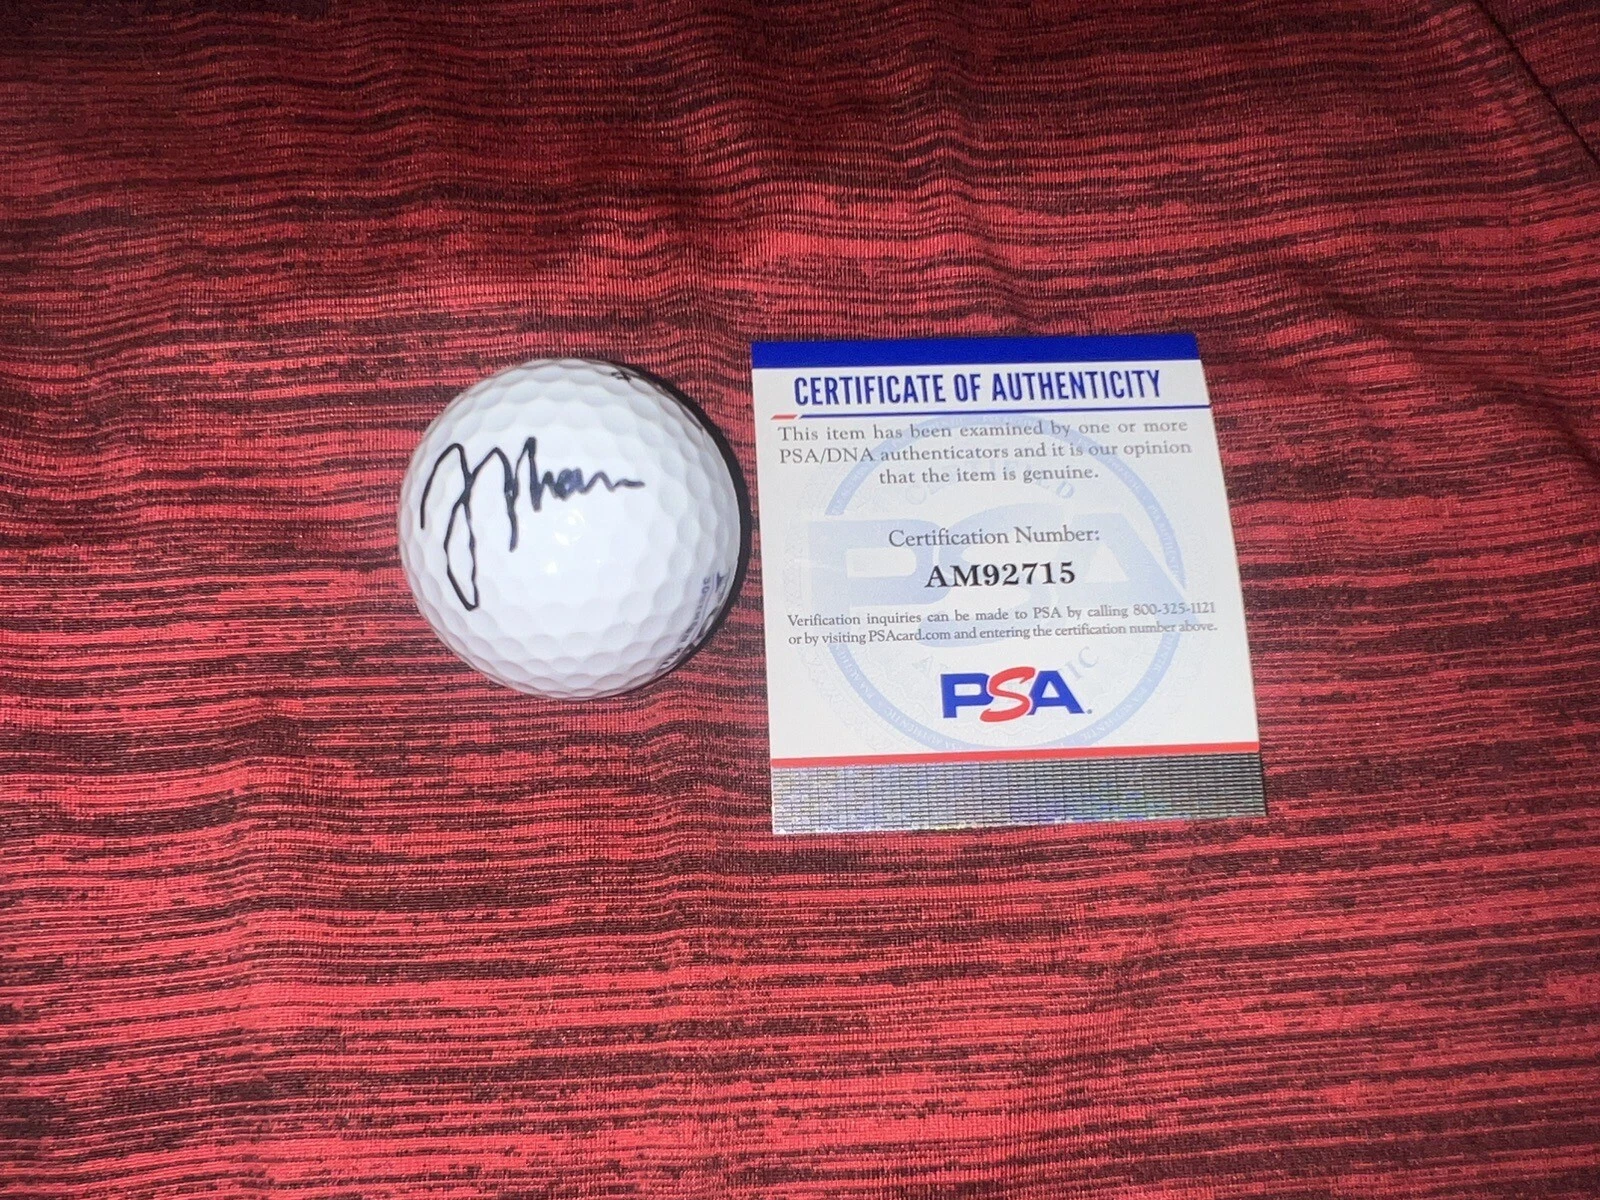 CERTIFICATE OF AUTHENTICITY
This item has been examined by one or more
PSA/DNA authenticators and it is our opinion
that the item is genuine.
Certification Number:
AM92715
Verification inquiries can be made to PSA by calling 800-325-1121
or by visiting PSAcard.com and entering the certification number above.
PSA